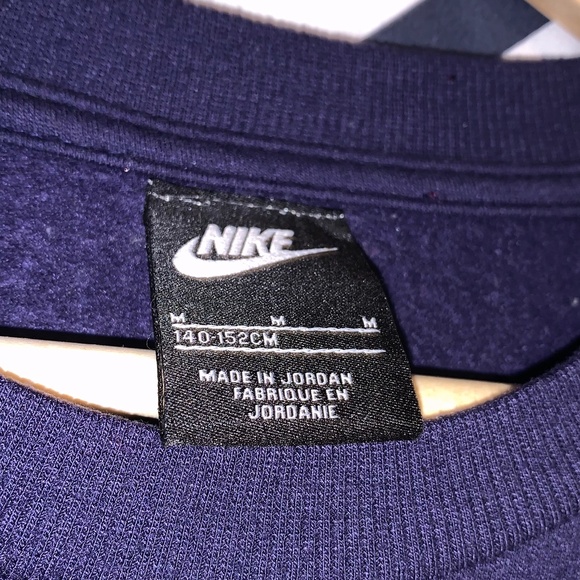 NIKE
M M M
140-152CM
MADE IN JORDAN
FABRIQUE EN
JORDANIE